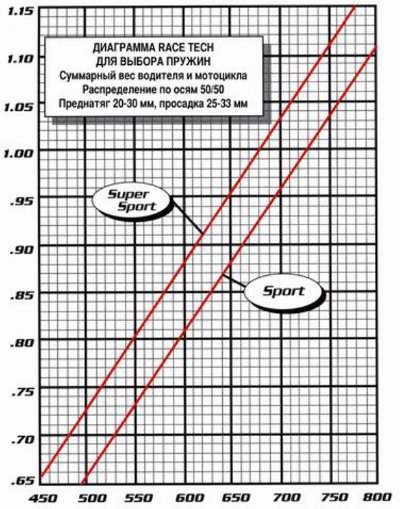 1.15
ДИАГРАММА RACE TECH
ДЛЯ ВЫБОРА ПРУЖИН
Суммарный вес водителя и мотоцикла
Распределение по осям 50/50
Преднатяг 20-30 мм, просадка 25-33 мм
1.10
1.05
1.00
.95
Super
Sport
.90
.85
Sport
.80
.75
.70
.65
450 500 550 600 650 700 750 800